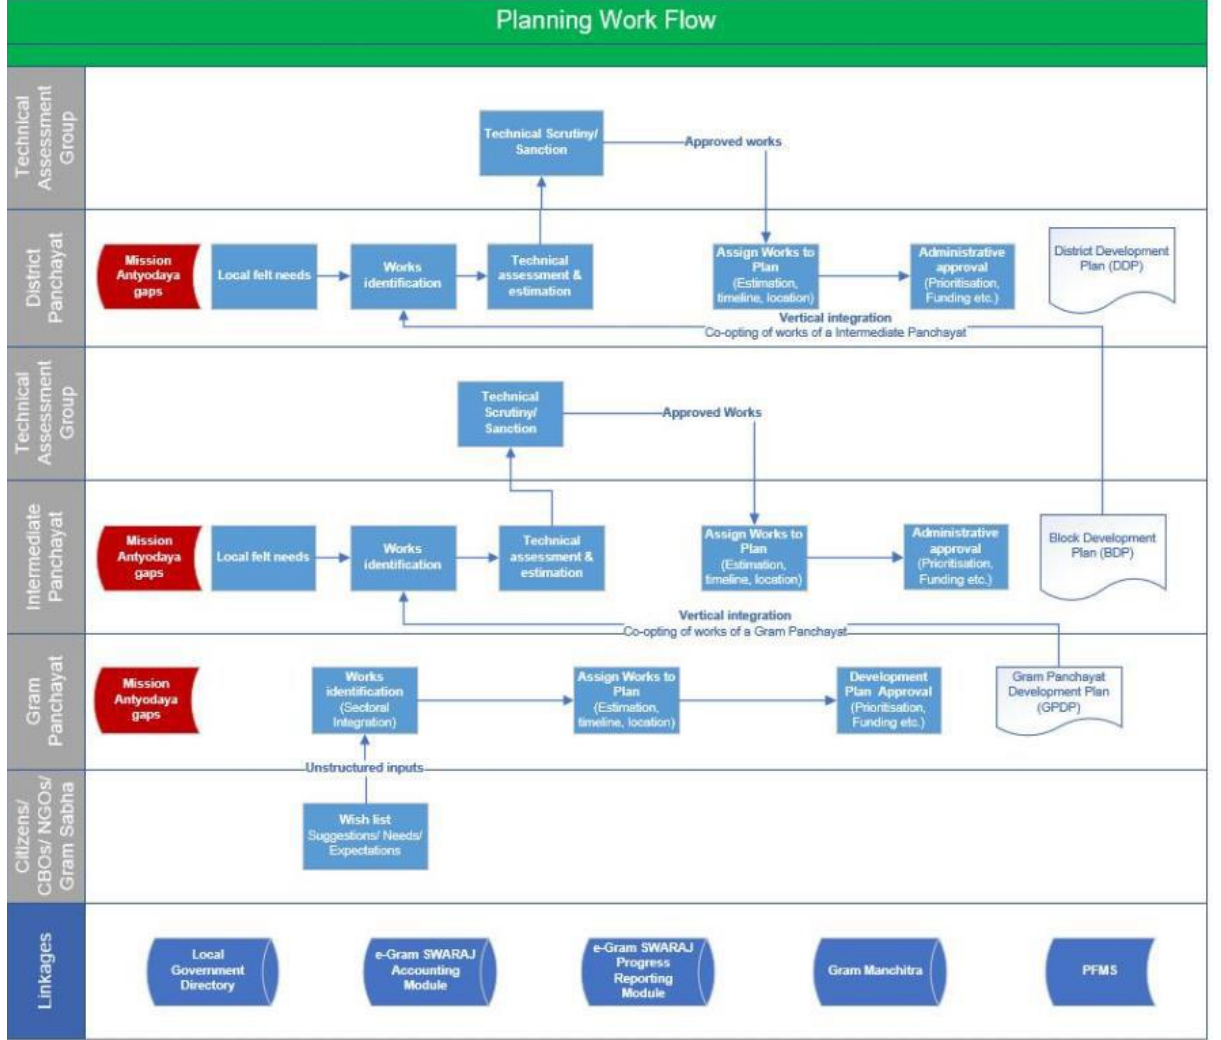 Planning Work Flow
Technical
Assessment
Group
Technical Scrutiny/
Sanction
Approved works
District
Panchayat
Mission
Antyodaya
gaps
Local felt needs
Works
identification
Technical
assessment &
estimation
Assign Works to
Plan
(Estimation,
timeline, location)
Administrative
approval
(Prioritisation,
Funding etc.)
District Development
Plan (DDP)
Vertical integration
Co-opting of works of a Intermediate Panchayat
Technical
Assessment
Group
Technical
Scrutiny/
Sanction
Approved Works
Intermediate
Panchayat
Mission
Antyodaya
gaps
Local felt needs
Works
identification
Technical
assessment &
estimation
Assign Works to
Plan
(Estimation,
timeline, location)
Administrative
approval
(Prioritisation,
Funding etc.)
Block Development
Plan (BDP)
Vertical integration
Co-opting of works of a Gram Panchayat
Gram
Panchayat
Mission
Antyodaya
gaps
Works
identification
(Sectoral
Integration)
Assign Works to
Plan
(Estimation,
timeline, location)
Development
Plan Approval
(Prioritisation,
Funding etc.)
Gram Panchayat
Development Plan
(GPDP)
Unstructured inputs
Citizens/
CBOs/ NGOs/
Gram Sabha
Wish list
Suggestions/ Needs/
Expectations
Linkages
Local
Government
Directory
e-Gram SWARAJ
Accounting
Module
e-Gram SWARAJ
Progress
Reporting
Module
Gram Manchitra
PFMS